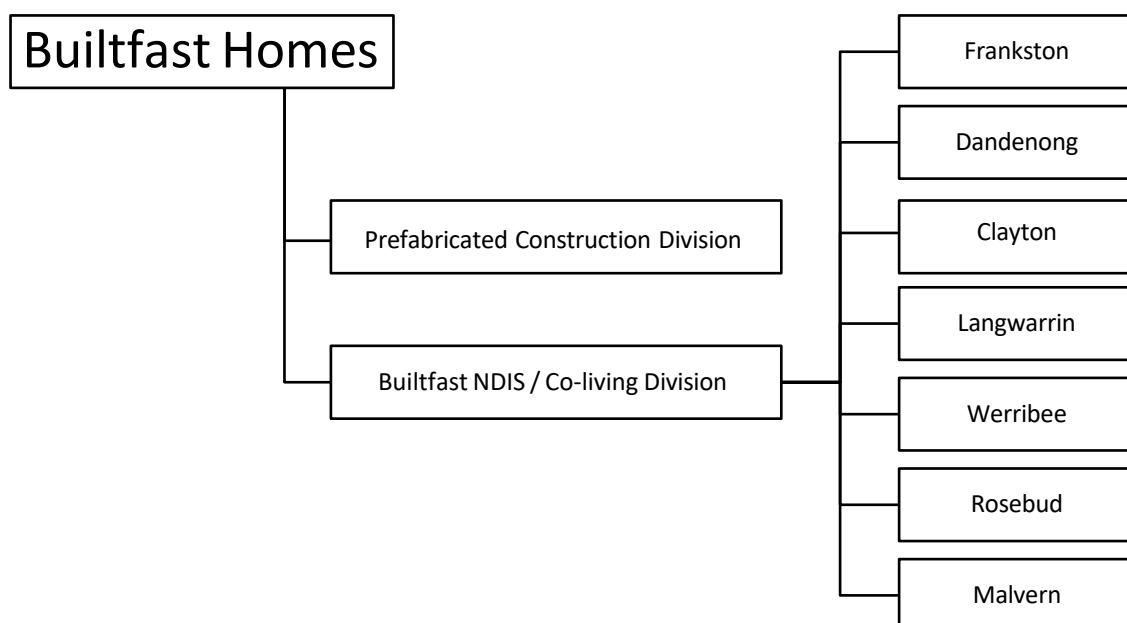 Builtfast Homes
Prefabricated Construction Division
Builtfast NDIS / Co-living Division
Frankston
Dandenong
Clayton
Langwarrin
Werribee
Rosebud
Malvern